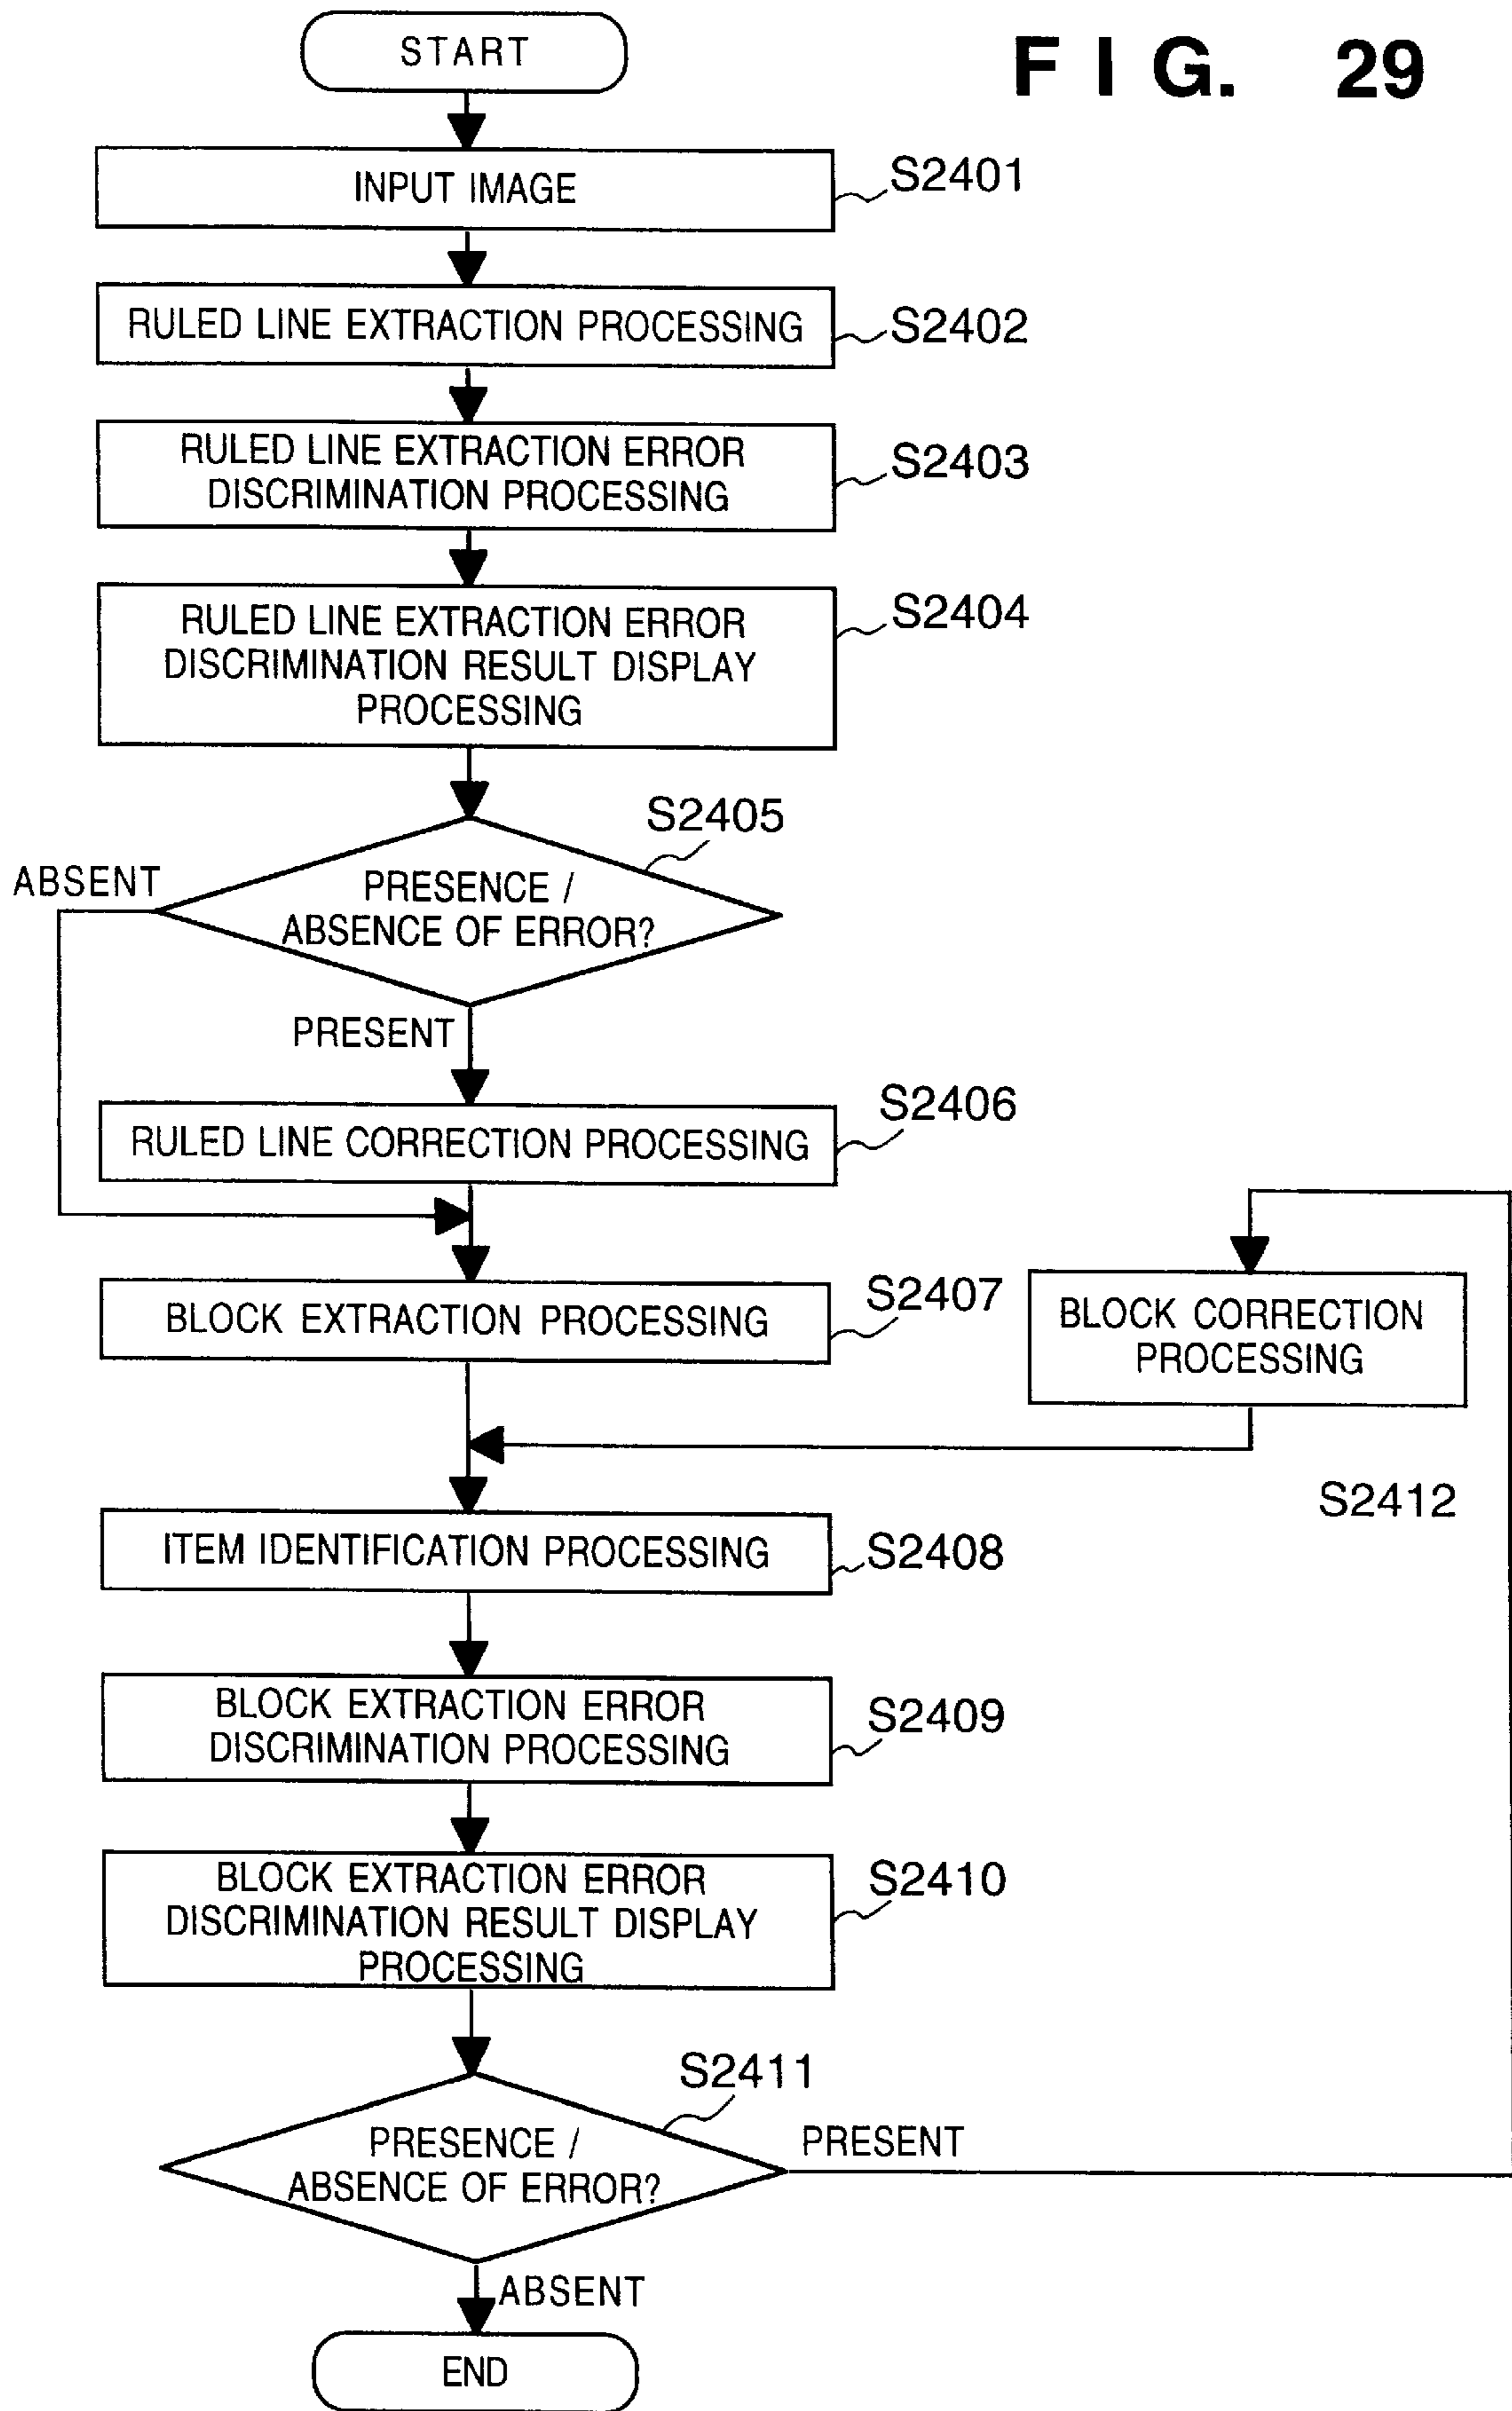 START
F I G. 29
INPUT IMAGE
S2401
RULED LINE EXTRACTION PROCESSING
S2402
RULED LINE EXTRACTION ERROR
DISCRIMINATION PROCESSING
S2403
RULED LINE EXTRACTION ERROR
DISCRIMINATION RESULT DISPLAY
PROCESSING
S2404
S2405
ABSENT
PRESENCE /
ABSENCE OF ERROR?
PRESENT
S2406
RULED LINE CORRECTION PROCESSING
S2407
BLOCK EXTRACTION PROCESSING
BLOCK CORRECTION
PROCESSING
S2412
ITEM IDENTIFICATION PROCESSING
S2408
BLOCK EXTRACTION ERROR
DISCRIMINATION PROCESSING
S2409
BLOCK EXTRACTION ERROR
DISCRIMINATION RESULT DISPLAY
PROCESSING
S2410
S2411
PRESENCE /
ABSENCE OF ERROR?
PRESENT
ABSENT
END